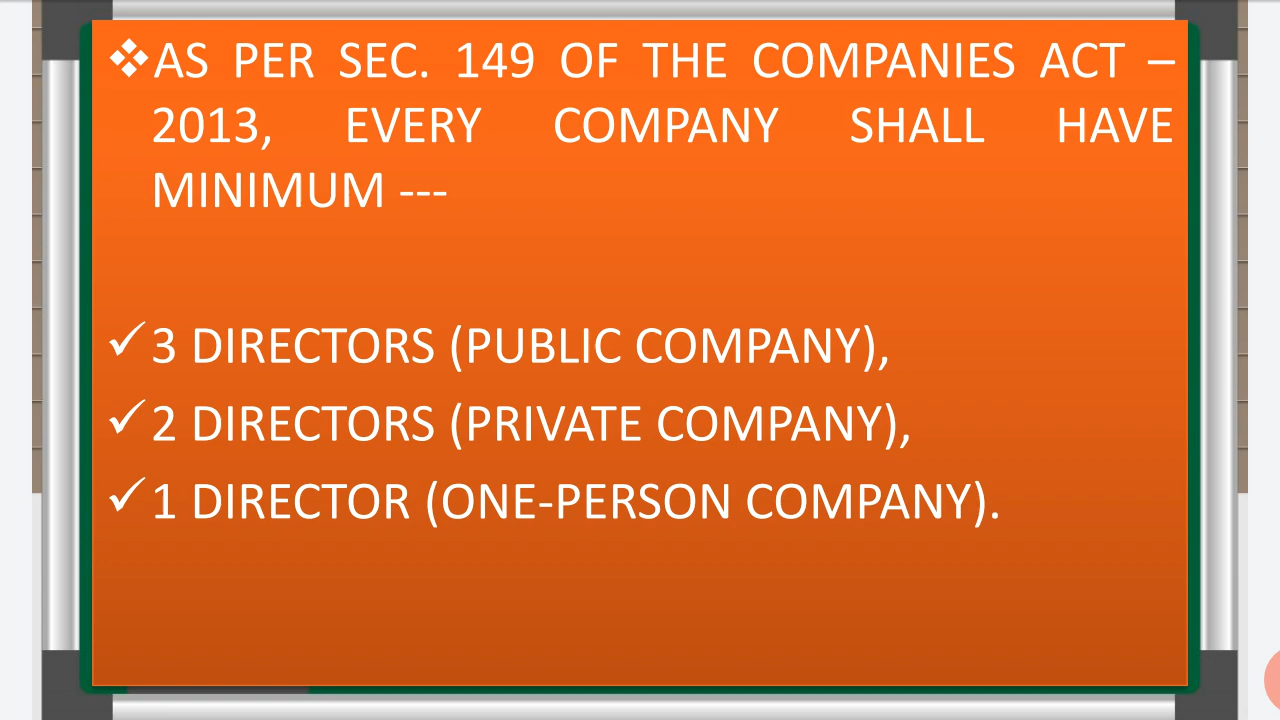 ❖AS PER SEC. 149 OF THE COMPANIES ACT –
2013, EVERY COMPANY SHALL HAVE
MINIMUM ---
✓3 DIRECTORS (PUBLIC COMPANY),
✓2 DIRECTORS (PRIVATE COMPANY),
✓1 DIRECTOR (ONE-PERSON COMPANY).